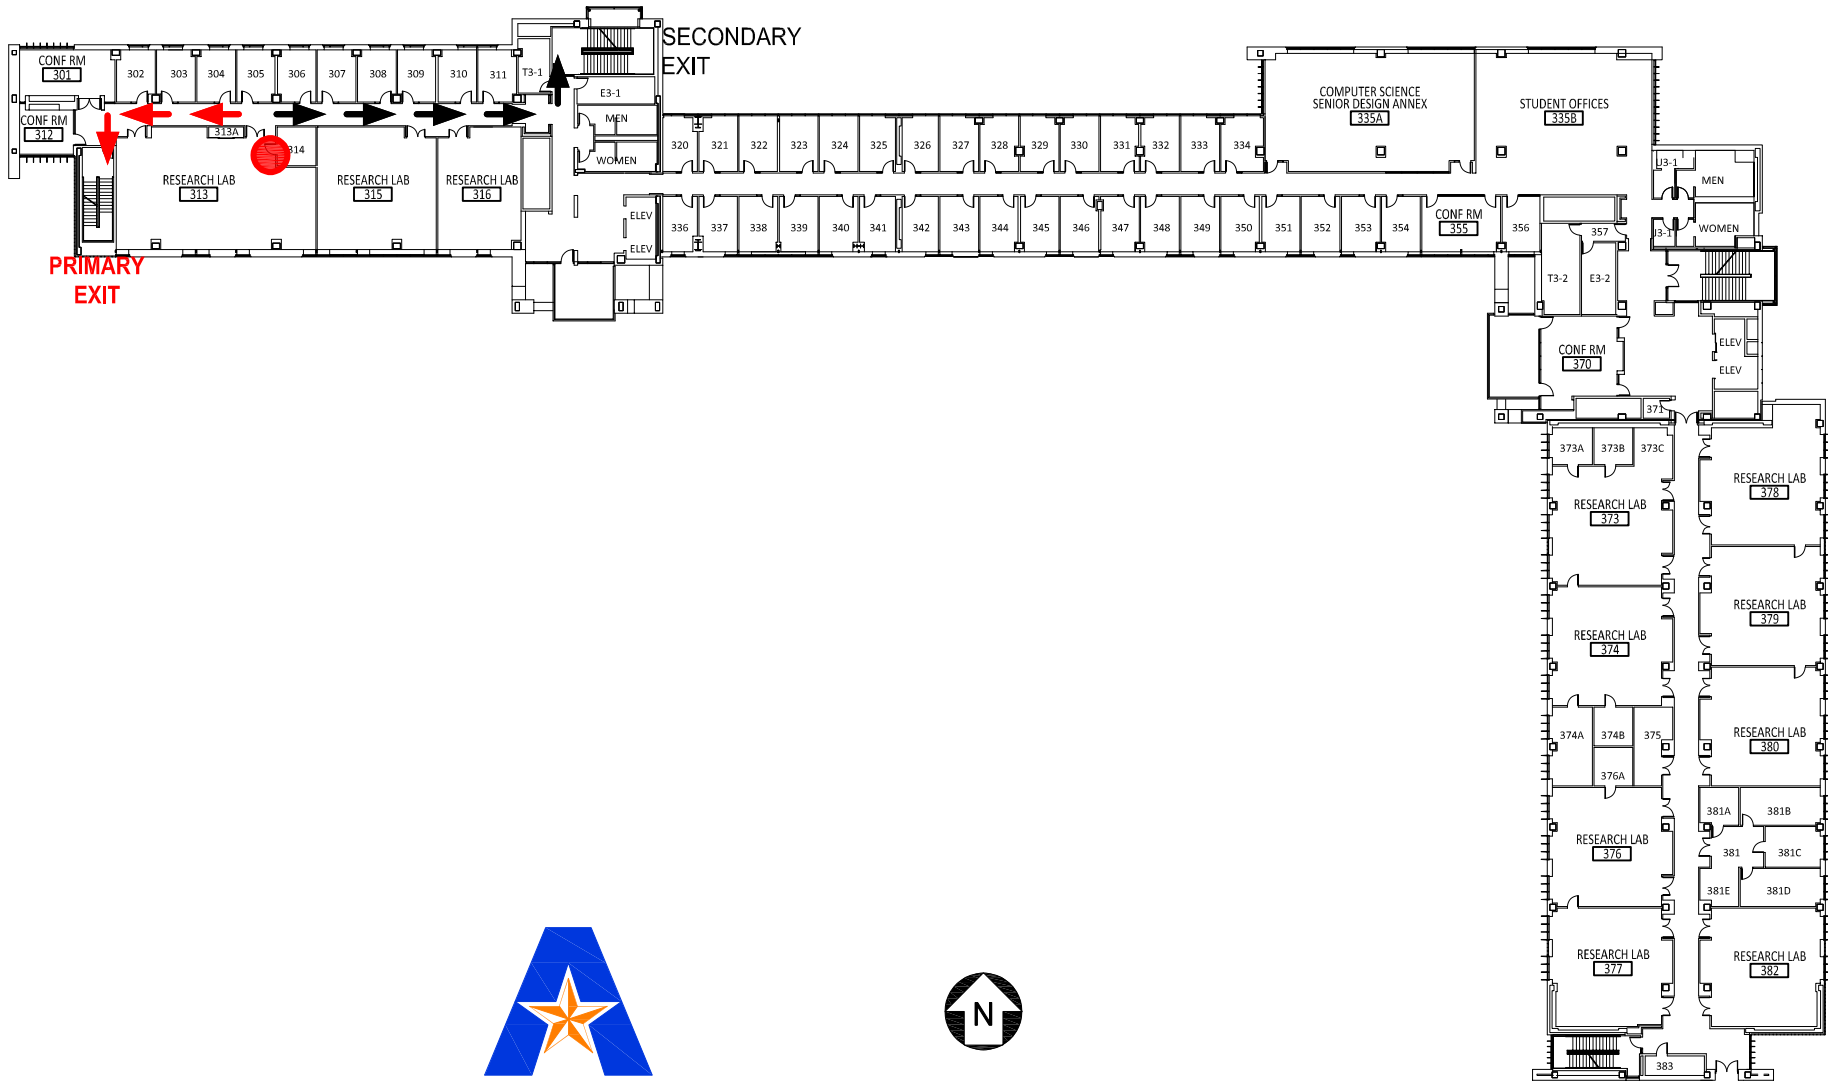 SECONDARY
EXIT
CONF RM
301
302
303
304
305
306
307
308
309
310
311
T3-1
E3-1
MEN
WOMEN
CONF RM
312
313A
314
RESEARCH LAB
313
RESEARCH LAB
315
RESEARCH LAB
316
ELEV
ELEV
PRIMARY
EXIT
320
321
322
323
324
325
326
327
328
329
330
331
332
333
334
COMPUTER SCIENCE
SENIOR DESIGN ANNEX
335A
STUDENT OFFICES
335B
336
337
338
339
340
341
342
343
344
345
346
347
348
349
350
351
352
353
354
CONF RM
355
356
357
J3-1
MEN
WOMEN
J3-1
T3-2
E3-2
CONF RM
370
ELEV
ELEV
371
373A
373B
373C
RESEARCH LAB
373
RESEARCH LAB
378
RESEARCH LAB
374
RESEARCH LAB
379
374A
374B
375
376A
RESEARCH LAB
380
RESEARCH LAB
376
381A
381B
381
381C
381E
381D
RESEARCH LAB
377
RESEARCH LAB
382
383
N